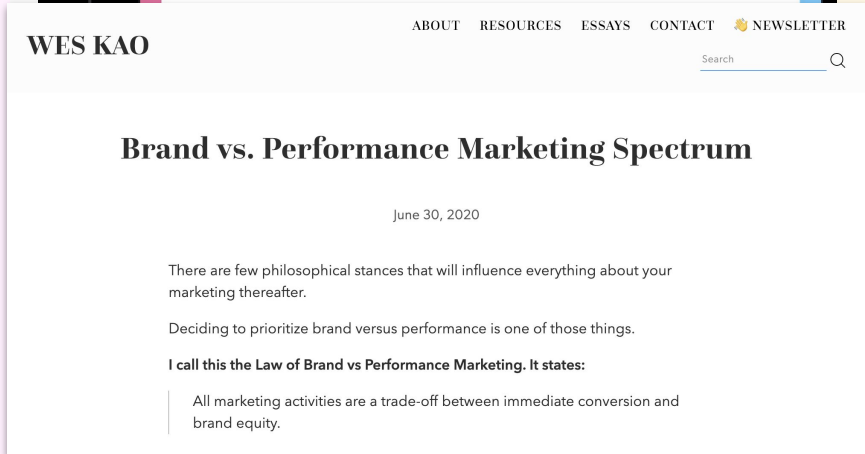 WES KAO
ABOUT RESOURCES ESSAYS CONTACT 👋 NEWSLETTER
Search
Brand vs. Performance Marketing Spectrum
June 30, 2020
There are few philosophical stances that will influence everything about your
marketing thereafter.
Deciding to prioritize brand versus performance is one of those things.
I call this the Law of Brand vs Performance Marketing. It states:
All marketing activities are a trade-off between immediate conversion and
brand equity.